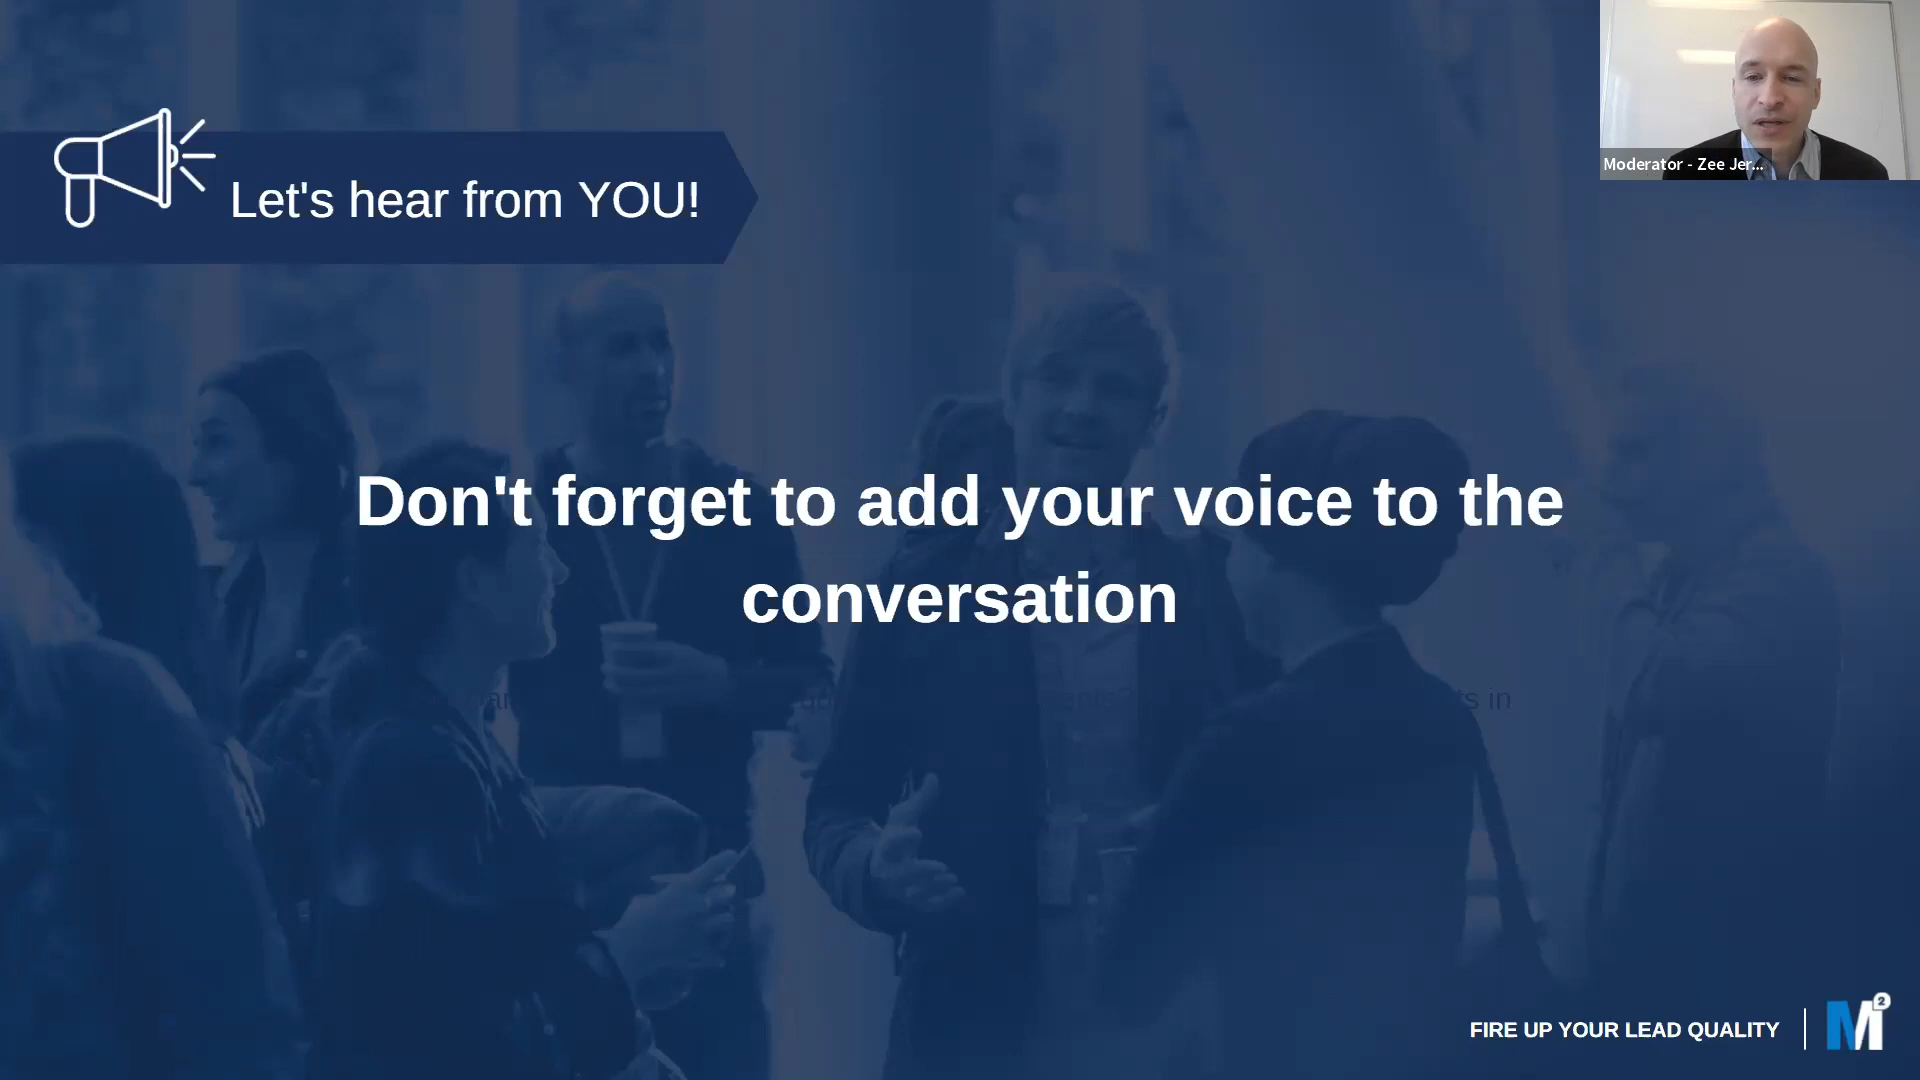 Moderator - Zee Jer...
Let's hear from YOU!
Don't forget to add your voice to the
conversation
FIRE UP YOUR LEAD QUALITY
M2